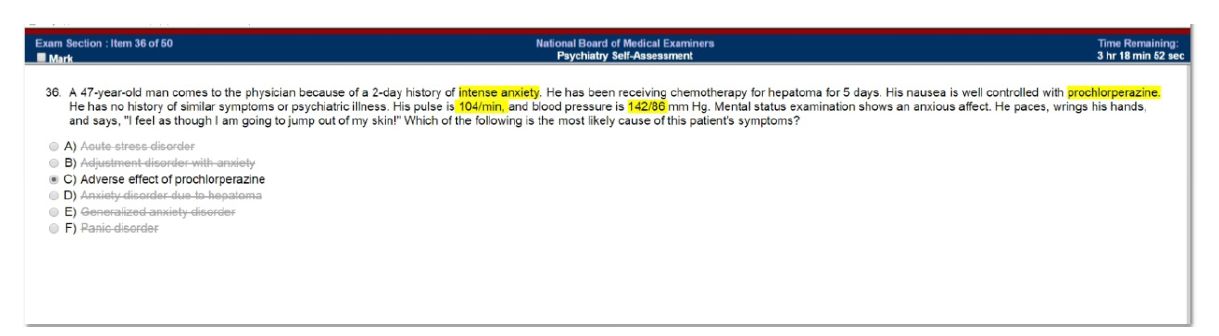 Exam Section : Item 36 of 50
National Board of Medical Examiners
Time Remaining:
Mark
Psychiatry Self-Assessment
3 hr 18 min 52 sec
36. A 47-year-old man comes to the physician because of a 2-day history of intense anxiety. He has been receiving chemotherapy for hepatoma for 5 days. His nausea is well controlled with prochlorperazine.
He has no history of similar symptoms or psychiatric illness. His pulse is 104/min, and blood pressure is 142/86 mm Hg. Mental status examination shows an anxious affect. He paces, wrings his hands,
and says, "I feel as though I am going to jump out of my skin!" Which of the following is the most likely cause of this patient's symptoms?
A) Acute stress disorder
B) Adjustment disorder with anxiety
C) Adverse effect of prochlorperazine
D) Anxiety disorder due to hepatoma
E) Generalized anxiety disorder
F) Panic disorder